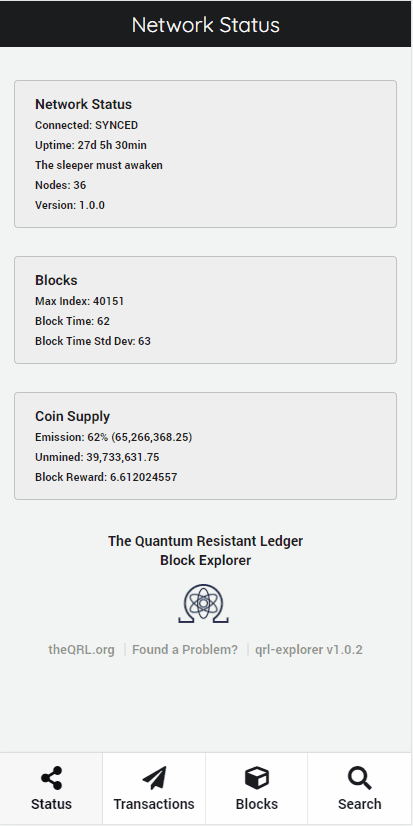 Network Status
Network Status
Connected: SYNCED
Uptime: 27d 5h 30min
The sleeper must awaken
Nodes: 36
Version: 1.0.0
Blocks
Max Index: 40151
Block Time: 62
Block Time Std Dev: 63
Coin Supply
Emission: 62% (65,266,368.25)
Unmined: 39,733,631.75
Block Reward: 6.612024557
The Quantum Resistant Ledger
Block Explorer
theQRL.org | Found a Problem? | qrl-explorer v1.0.2
Status Transactions Blocks Search